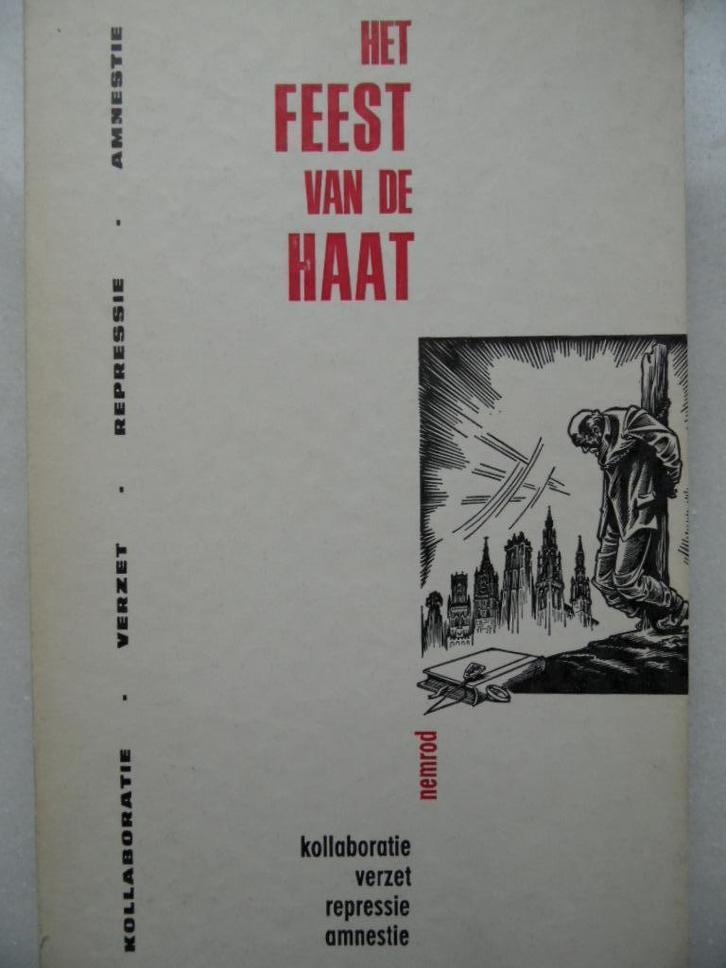 HET
FEEST
VAN DE
HAAT
KOLLABORATIE - VERZET - REPRESSIE - AMNESTIE
nemrod
kollaboratie
verzet
repressie
amnestie